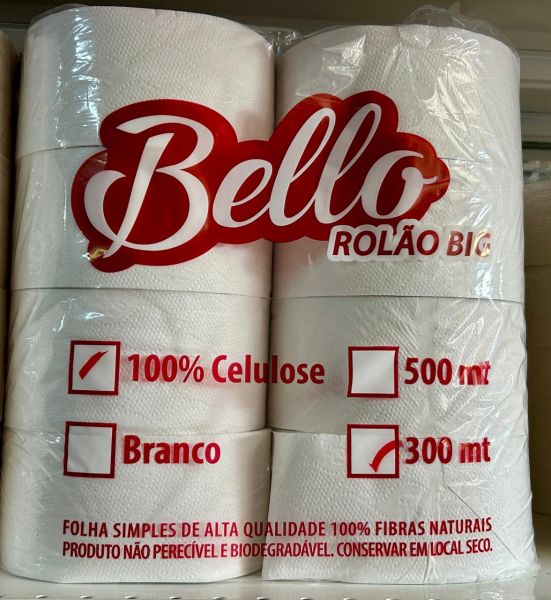 Bello
ROLÃO BIG
100% Celulose
500 mt
Branco
300 mt
FOLHA SIMPLES DE ALTA QUALIDADE 100% FIBRAS NATURAIS
PRODUTO NÃO PERECÍVEL E BIODEGRADÁVEL. CONSERVAR EM LOCAL SECO.